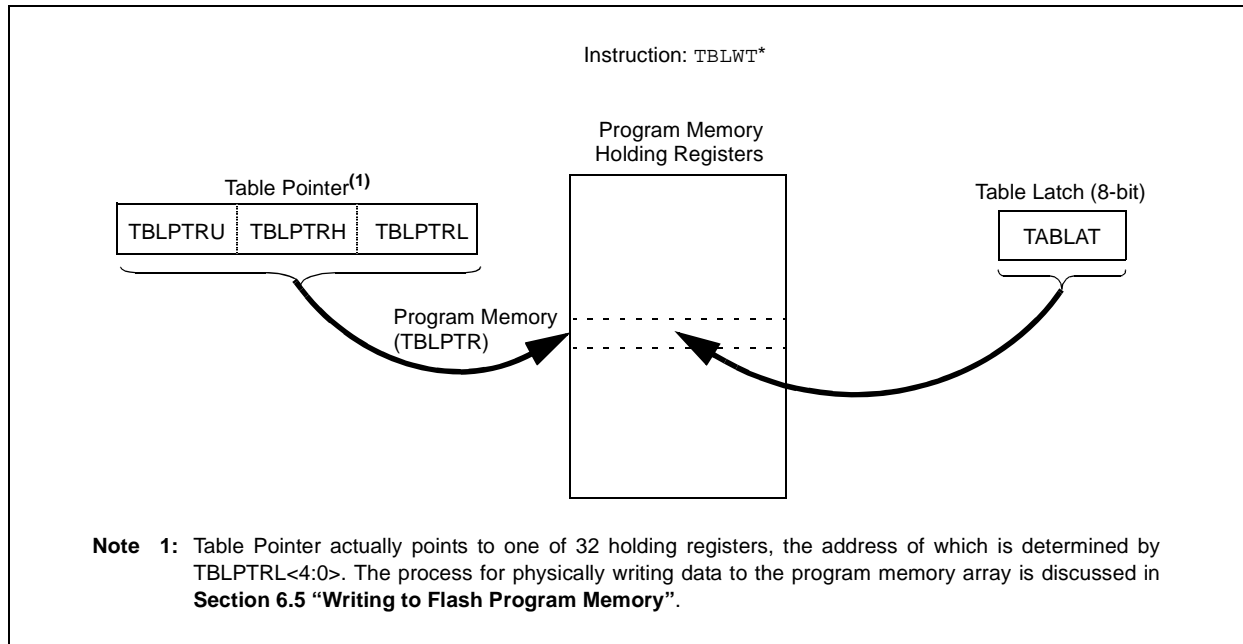 Instruction: TBLWT*
Program Memory
Holding Registers
Table Pointer(1)
Table Latch (8-bit)
TBLPTRU TBLPTRH TBLPTRL
TABLAT
Program Memory
(TBLPTR)
Note 1: Table Pointer actually points to one of 32 holding registers, the address of which is determined by
TBLPTRL<4:0>. The process for physically writing data to the program memory array is discussed in
Section 6.5 “Writing to Flash Program Memory”.